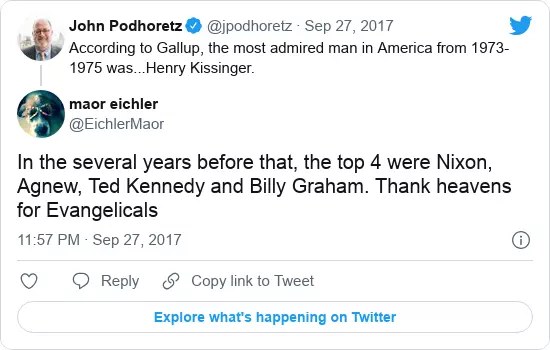 John Podhoretz @jpodhoretz · Sep 27, 2017
According to Gallup, the most admired man in America from 1973-
1975 was...Henry Kissinger.
maor eichler
@EichlerMaor
In the several years before that, the top 4 were Nixon,
Agnew, Ted Kennedy and Billy Graham. Thank heavens
for Evangelicals
11:57 PM · Sep 27, 2017
Reply
Copy link to Tweet
Explore what's happening on Twitter